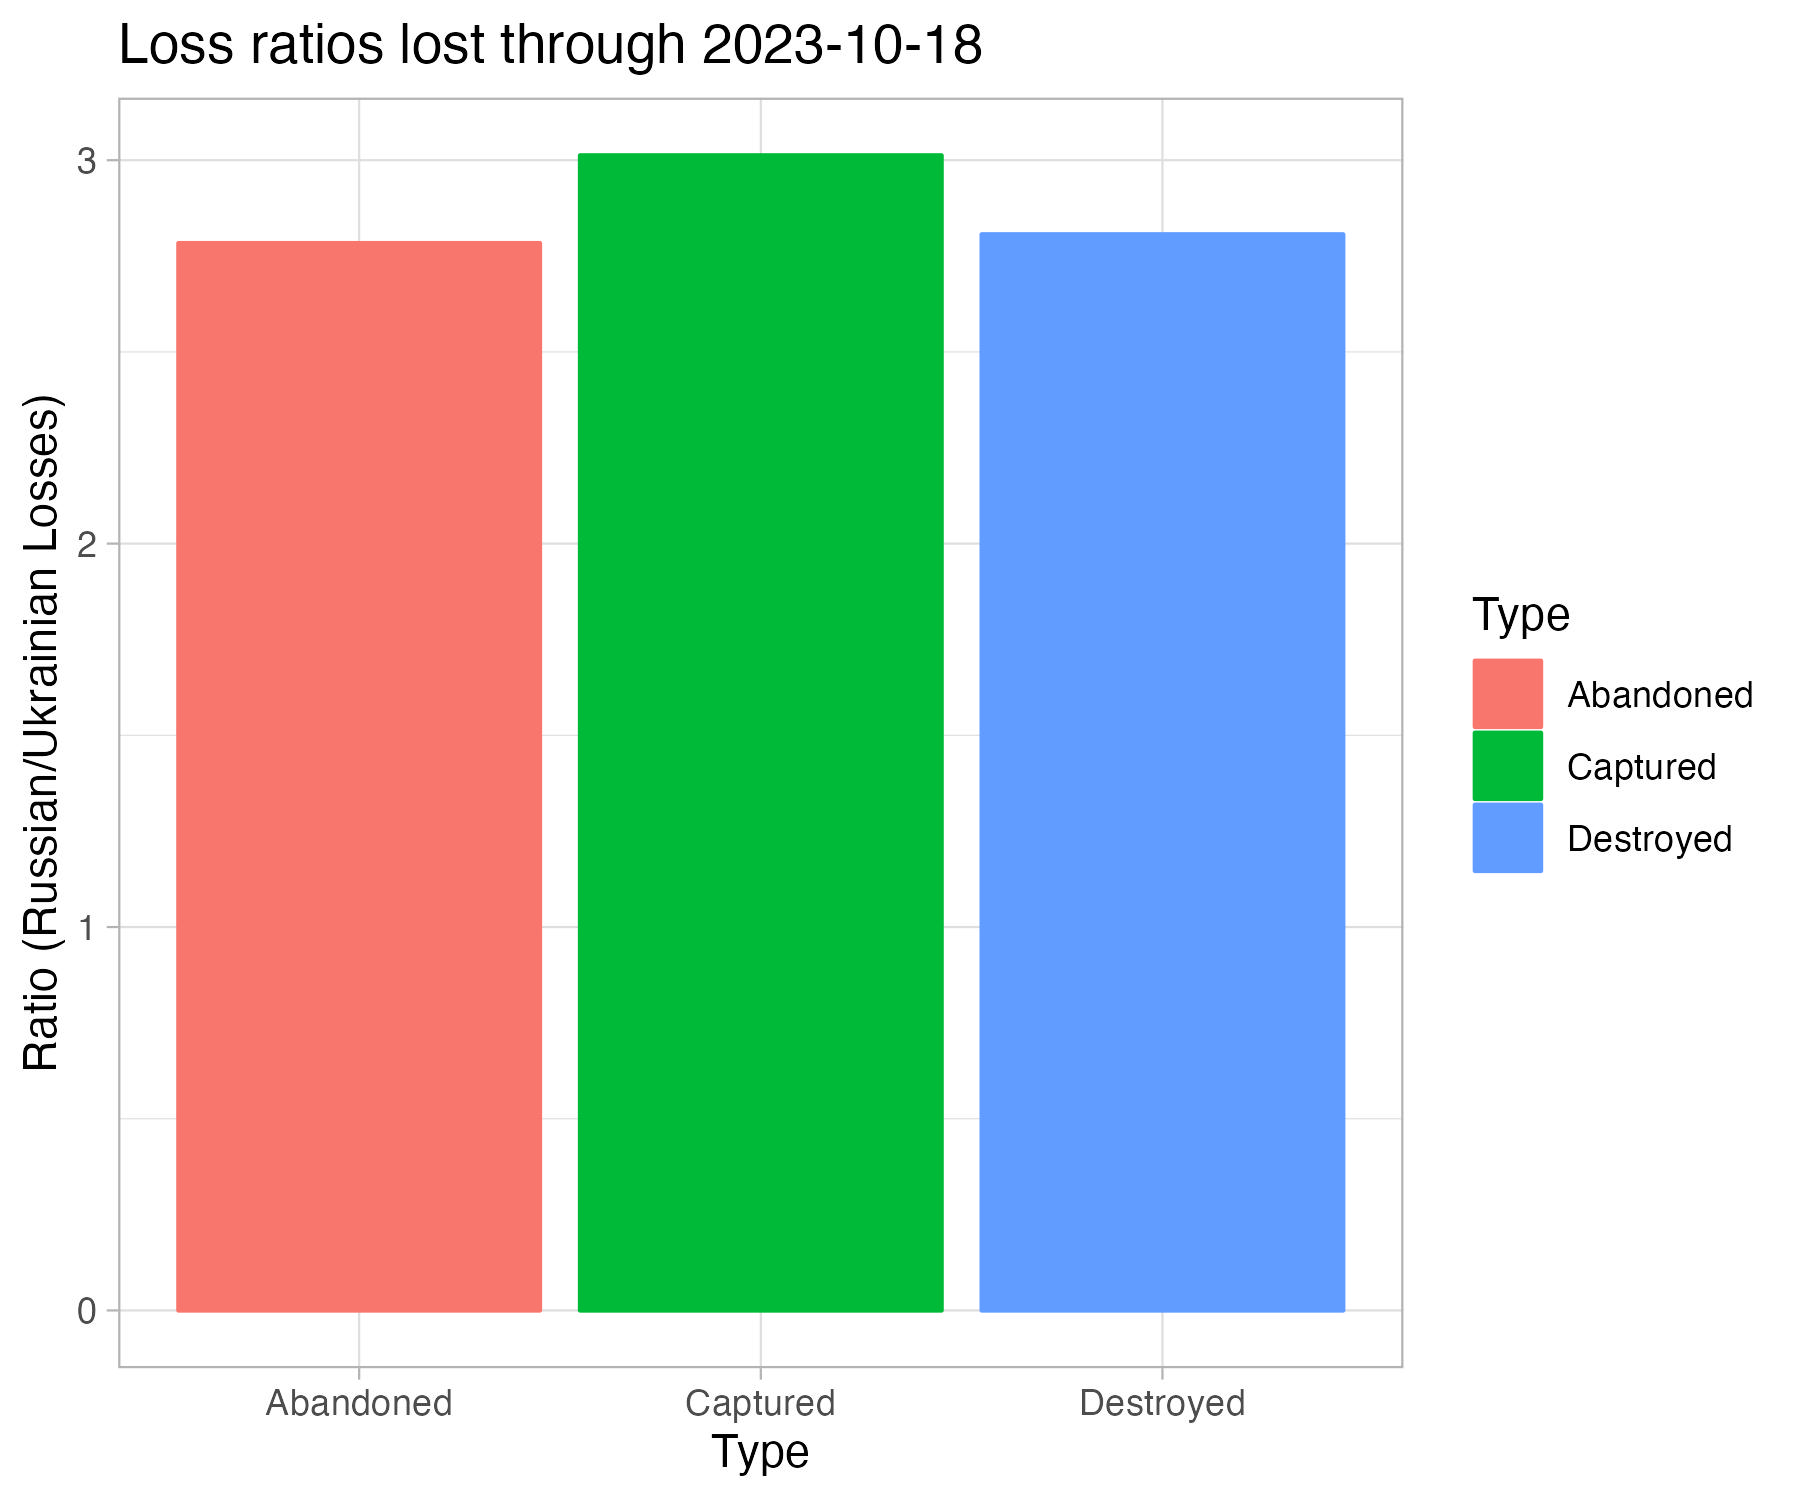 Loss ratios lost through 2023-10-18
Ratio (Russian/Ukrainian Losses)
3
2
1
0
Abandoned
Captured
Destroyed
Type
Type
Abandoned
Captured
Destroyed